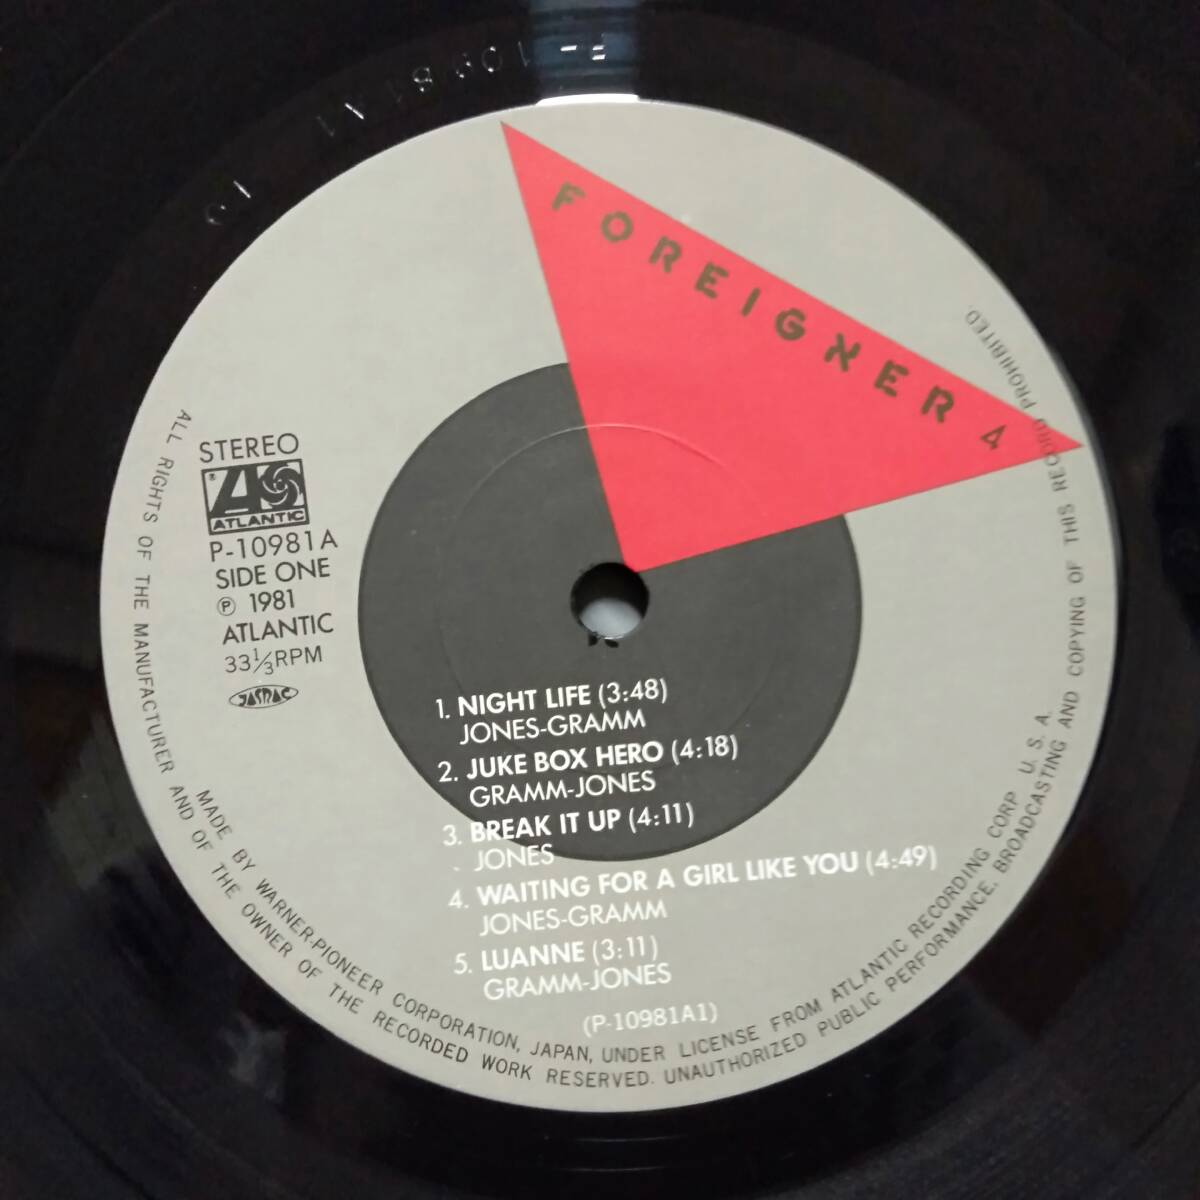 FOREIGNER 4
STEREO
ATLANTIC
P-10981A
SIDE ONE
℗ 1981
ATLANTIC
33⅓RPM
JASRAC
1. NIGHT LIFE (3:48)
JONES-GRAMM
2. JUKE BOX HERO (4:18)
GRAMM-JONES
3. BREAK IT UP (4:11)
JONES
4. WAITING FOR A GIRL LIKE YOU (4:49)
JONES-GRAMM
5. LUANNE (3:11)
GRAMM-JONES
(P-10981A1)
MADE BY WARNER-PIONEER CORPORATION, JAPAN, UNDER LICENSE FROM ATLANTIC RECORDING CORP. U. S. A.
ALL RIGHTS OF THE MANUFACTURER AND OF THE OWNER OF THE RECORDED WORK RESERVED. UNAUTHORIZED PUBLIC PERFORMANCE, BROADCASTING AND COPYING OF THIS RECORD PROHIBITED.